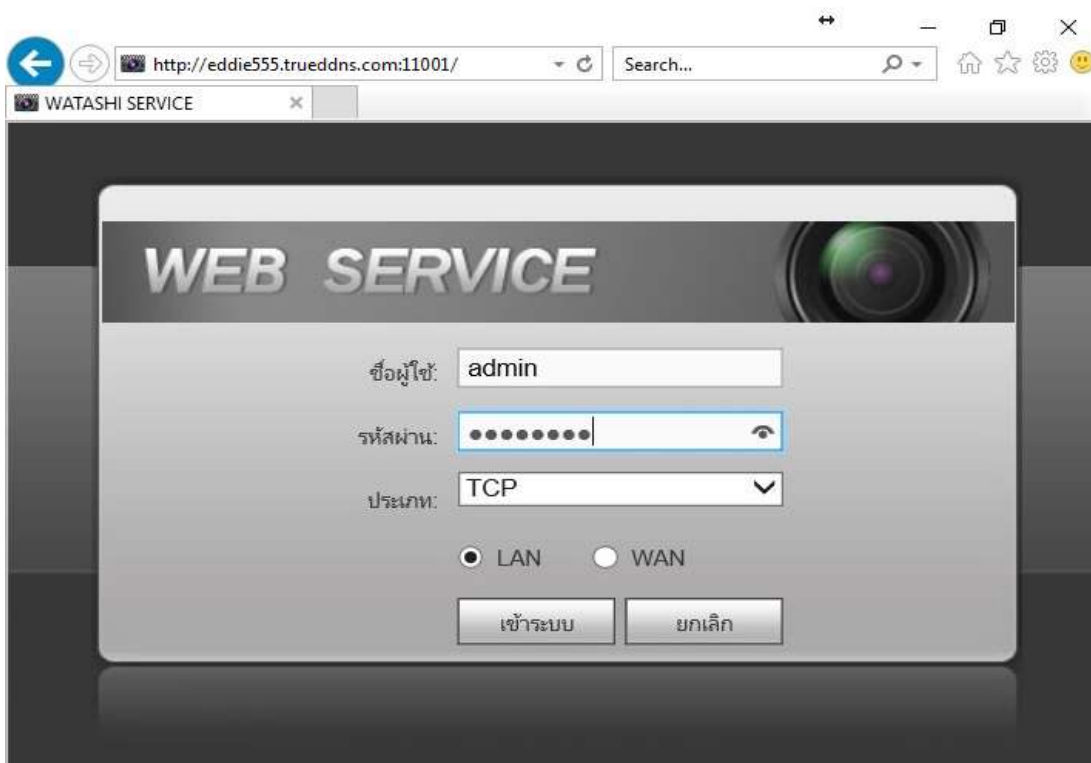 http://eddie555.trueddns.com:11001/
Search...
WATASHI SERVICE
WEB SERVICE
ชื่อผู้ใช้: admin
รหัสผ่าน: ●●●●●●●●
ประเภท: TCP
LAN WAN
เข้าระบบ ยกเลิก